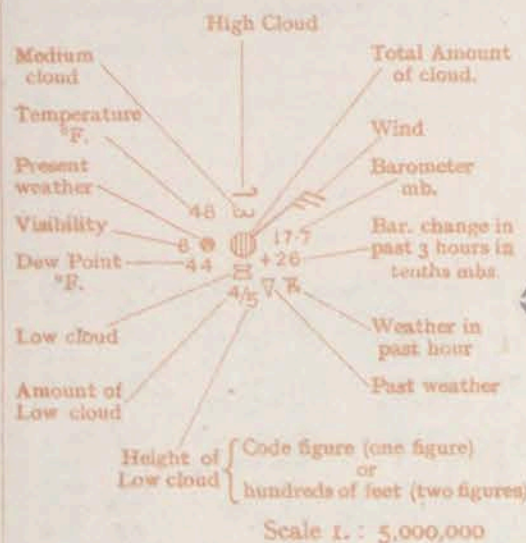 High Cloud
Medium
cloud
Total Amount
of cloud.
Temperature
°F.
Wind
Present
weather
Barometer
mb.
48
17·7
Visibility
8
Bar. change in
past 3 hours in
tenths mbs.
Dew Point
°F.
44
+26
4/5
Low cloud
Weather in
past hour
Amount of
Low cloud
Past weather
Height of
Low cloud
Code figure (one figure)
or
hundreds of feet (two figures)
Scale 1. : 5,000,000